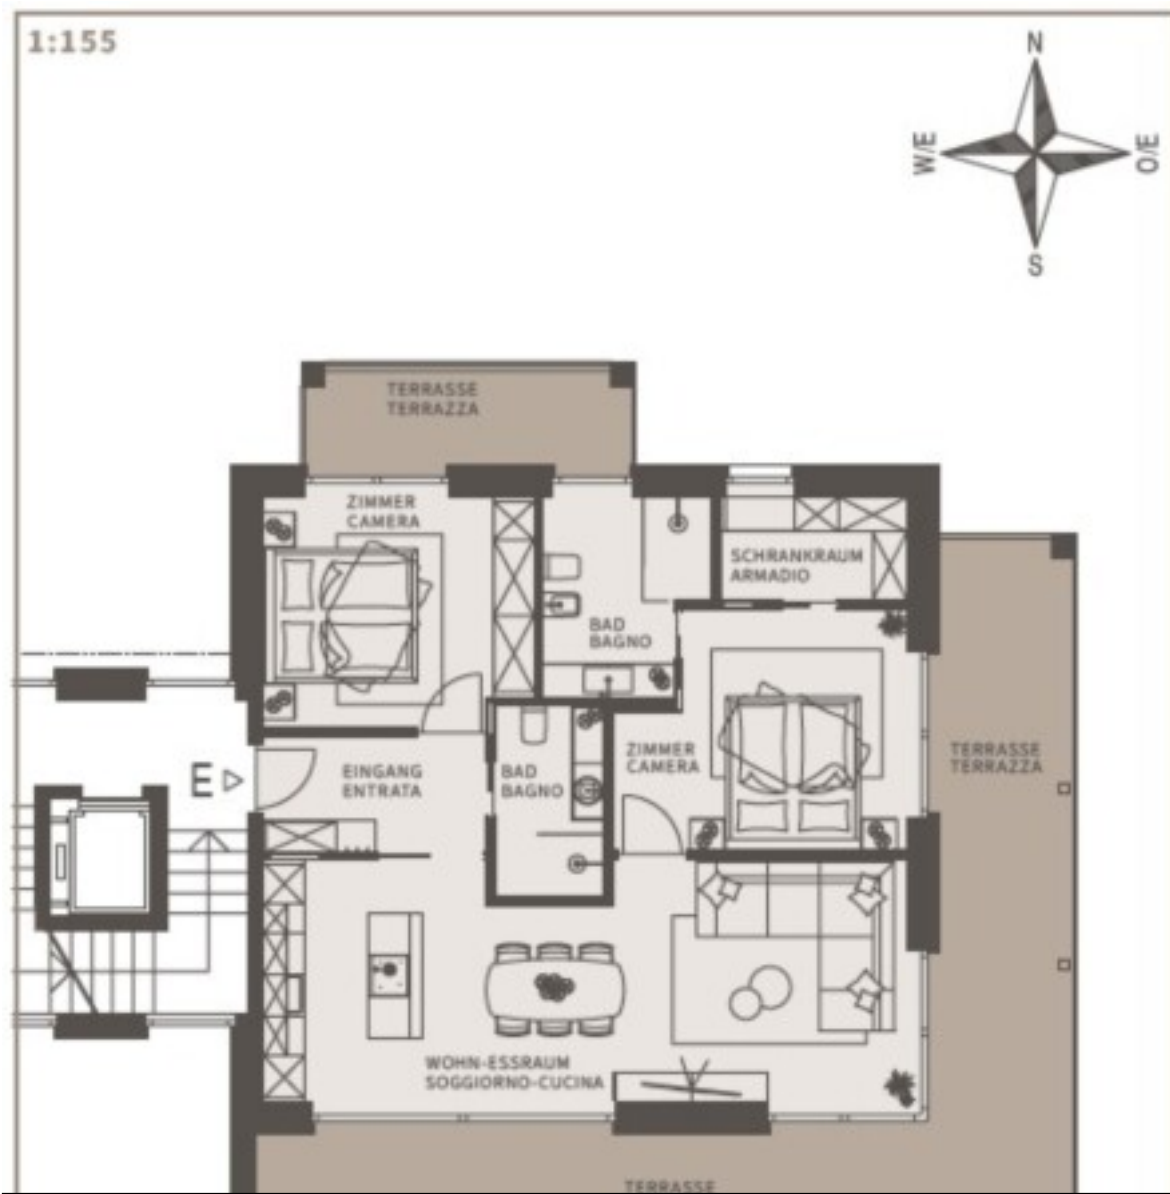 1:155
N
W/E
O/E
S
TERRASSE
TERRAZZA
ZIMMER
CAMERA
SCHRANKRAUM
ARMADIO
BAD
BAGNO
ZIMMER
CAMERA
TERRASSE
TERRAZZA
E
EINGANG
ENTRATA
BAD
BAGNO
WOHN-ESSRAUM
SOGGIORNO-CUCINA
TERRASSE